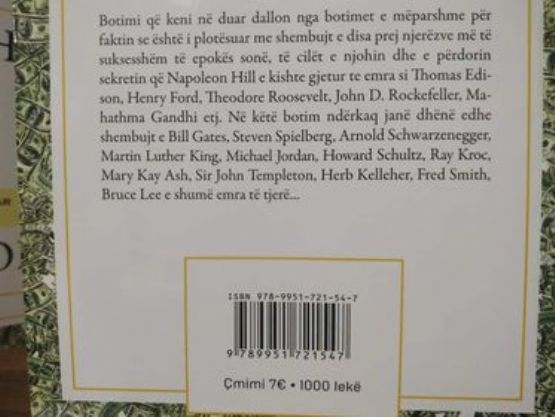 Botimi që keni në duar dallon nga botimet e mëparshme për
faktin se është i plotësuar me shembujt e disa prej njerëzve më të
suksesshëm të epokës sonë, të cilët e njohin dhe e përdorin
sekretin që Napoleon Hill e kishte gjetur te emra si Thomas Edi-
son, Henry Ford, Theodore Roosevelt, John D. Rockefeller, Ma-
hathma Gandhi etj. Në këtë botim ndërkaq janë dhënë edhe
shembujt e Bill Gates, Steven Spielberg, Arnold Schwarzenegger,
Martin Luther King, Michael Jordan, Howard Schultz, Ray Kroc,
Mary Kay Ash, Sir John Templeton, Herb Kelleher, Fred Smith,
Bruce Lee e shumë emra të tjerë...
ISBN 978-9951-721-54-7
9 789951 721547
Çmimi 7€ • 1000 lekë